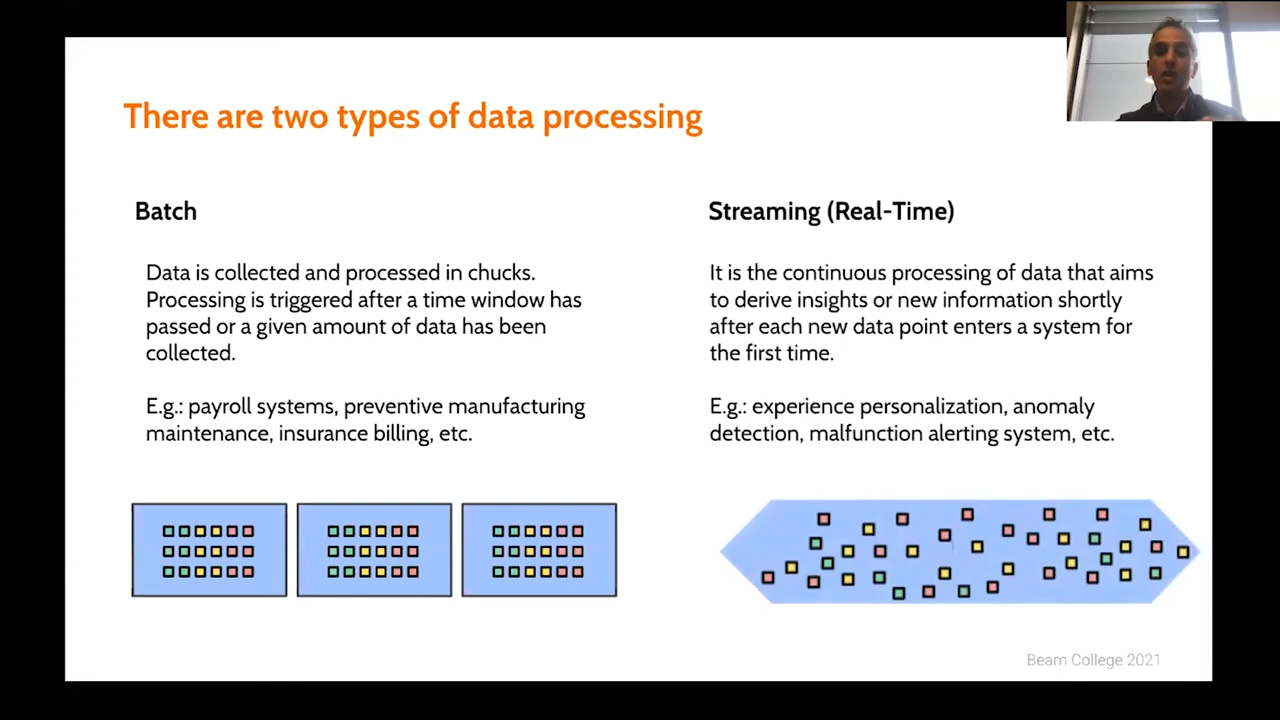 There are two types of data processing
Batch
Data is collected and processed in chucks.
Processing is triggered after a time window has
passed or a given amount of data has been
collected.
E.g.: payroll systems, preventive manufacturing
maintenance, insurance billing, etc.
Streaming (Real-Time)
It is the continuous processing of data that aims
to derive insights or new information shortly
after each new data point enters a system for
the first time.
E.g.: experience personalization, anomaly
detection, malfunction alerting system, etc.
Beam College 2021